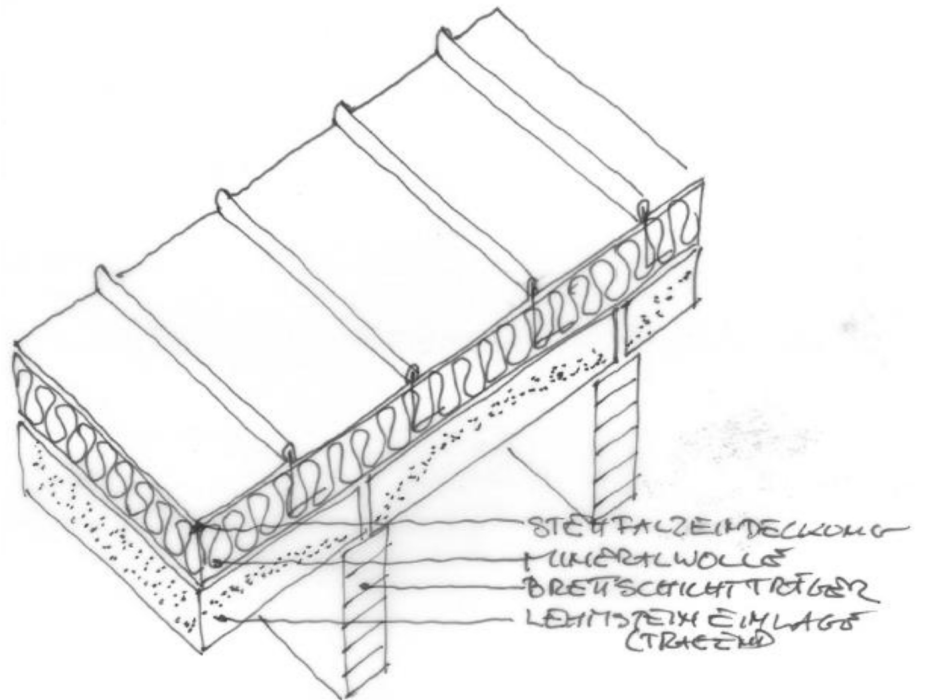 STEHFALZEINDECKUNG
MINERALWOLLE
BRETTSCHICHTTRÄGER
LEHMSTEIN EINLAGE
(TRAGEND)